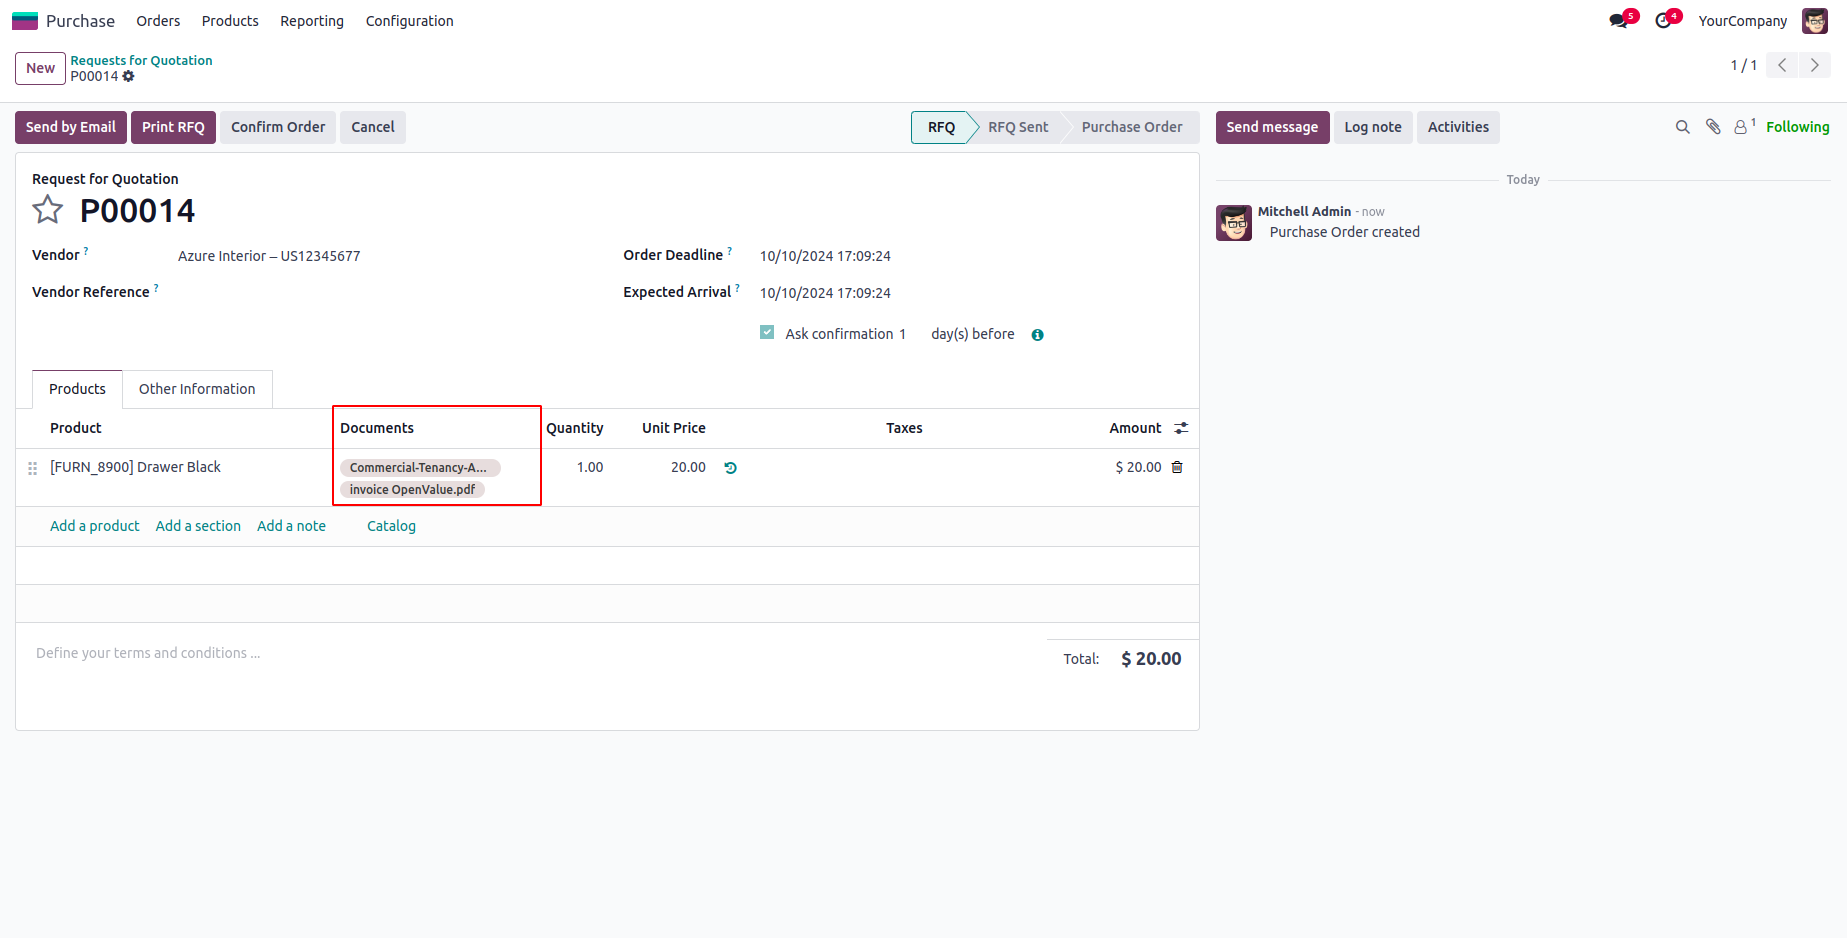 Purchase Orders Products Reporting Configuration 5 4 YourCompany
New Requests for Quotation
P00014 1 / 1
Send by Email Print RFQ Confirm Order Cancel RFQ RFQ Sent Purchase Order Send message Log note Activities 1 Following
Request for Quotation Today
P00014 Mitchell Admin - now
Purchase Order created
Vendor ? Azure Interior – US12345677 Order Deadline ? 10/10/2024 17:09:24
Vendor Reference ? Expected Arrival ? 10/10/2024 17:09:24
Ask confirmation 1 day(s) before
Products Other Information
Product Documents Quantity Unit Price Taxes Amount
[FURN_8900] Drawer Black Commercial-Tenancy-A... 1.00 20.00 $ 20.00
invoice OpenValue.pdf
Add a product Add a section Add a note Catalog
Define your terms and conditions ... Total: $ 20.00